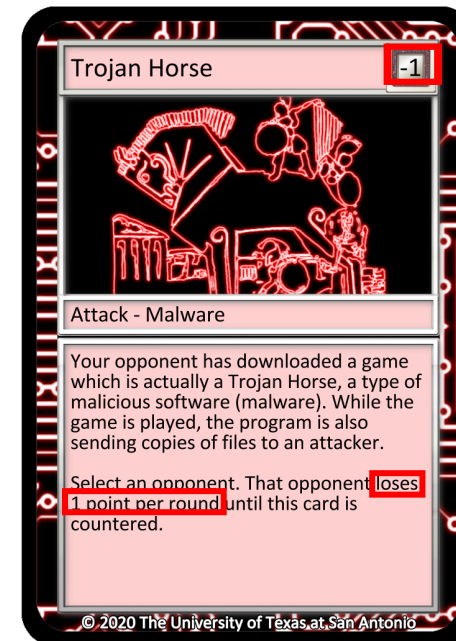 Trojan Horse
-1
Attack - Malware
Your opponent has downloaded a game
which is actually a Trojan Horse, a type of
malicious software (malware). While the
game is played, the program is also
sending copies of files to an attacker.
Select an opponent. That opponent loses
1 point per round until this card is
countered.
© 2020 The University of Texas at San Antonio